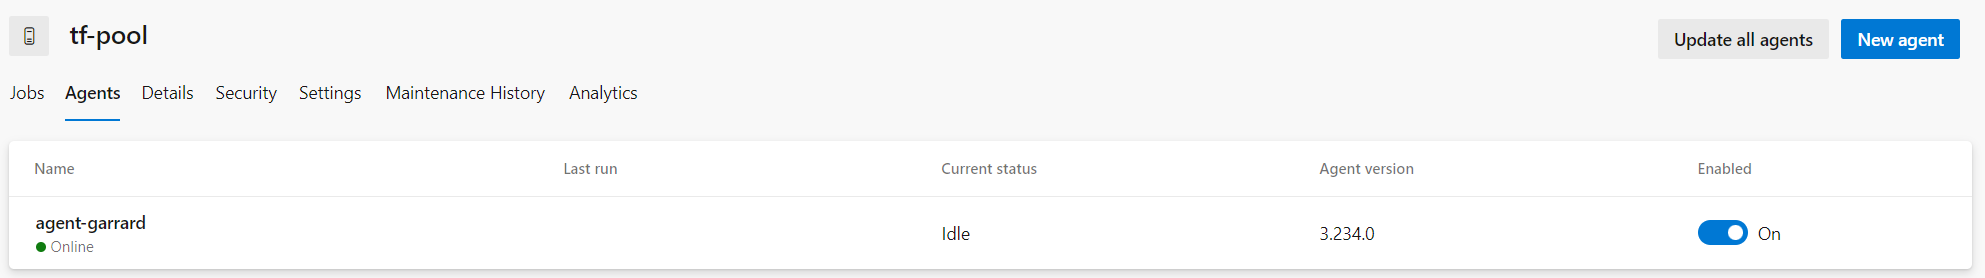 tf-pool
Update all agents
New agent
Jobs Agents Details Security Settings Maintenance History Analytics
Name Last run Current status Agent version Enabled
agent-garrard Idle 3.234.0 On
Online